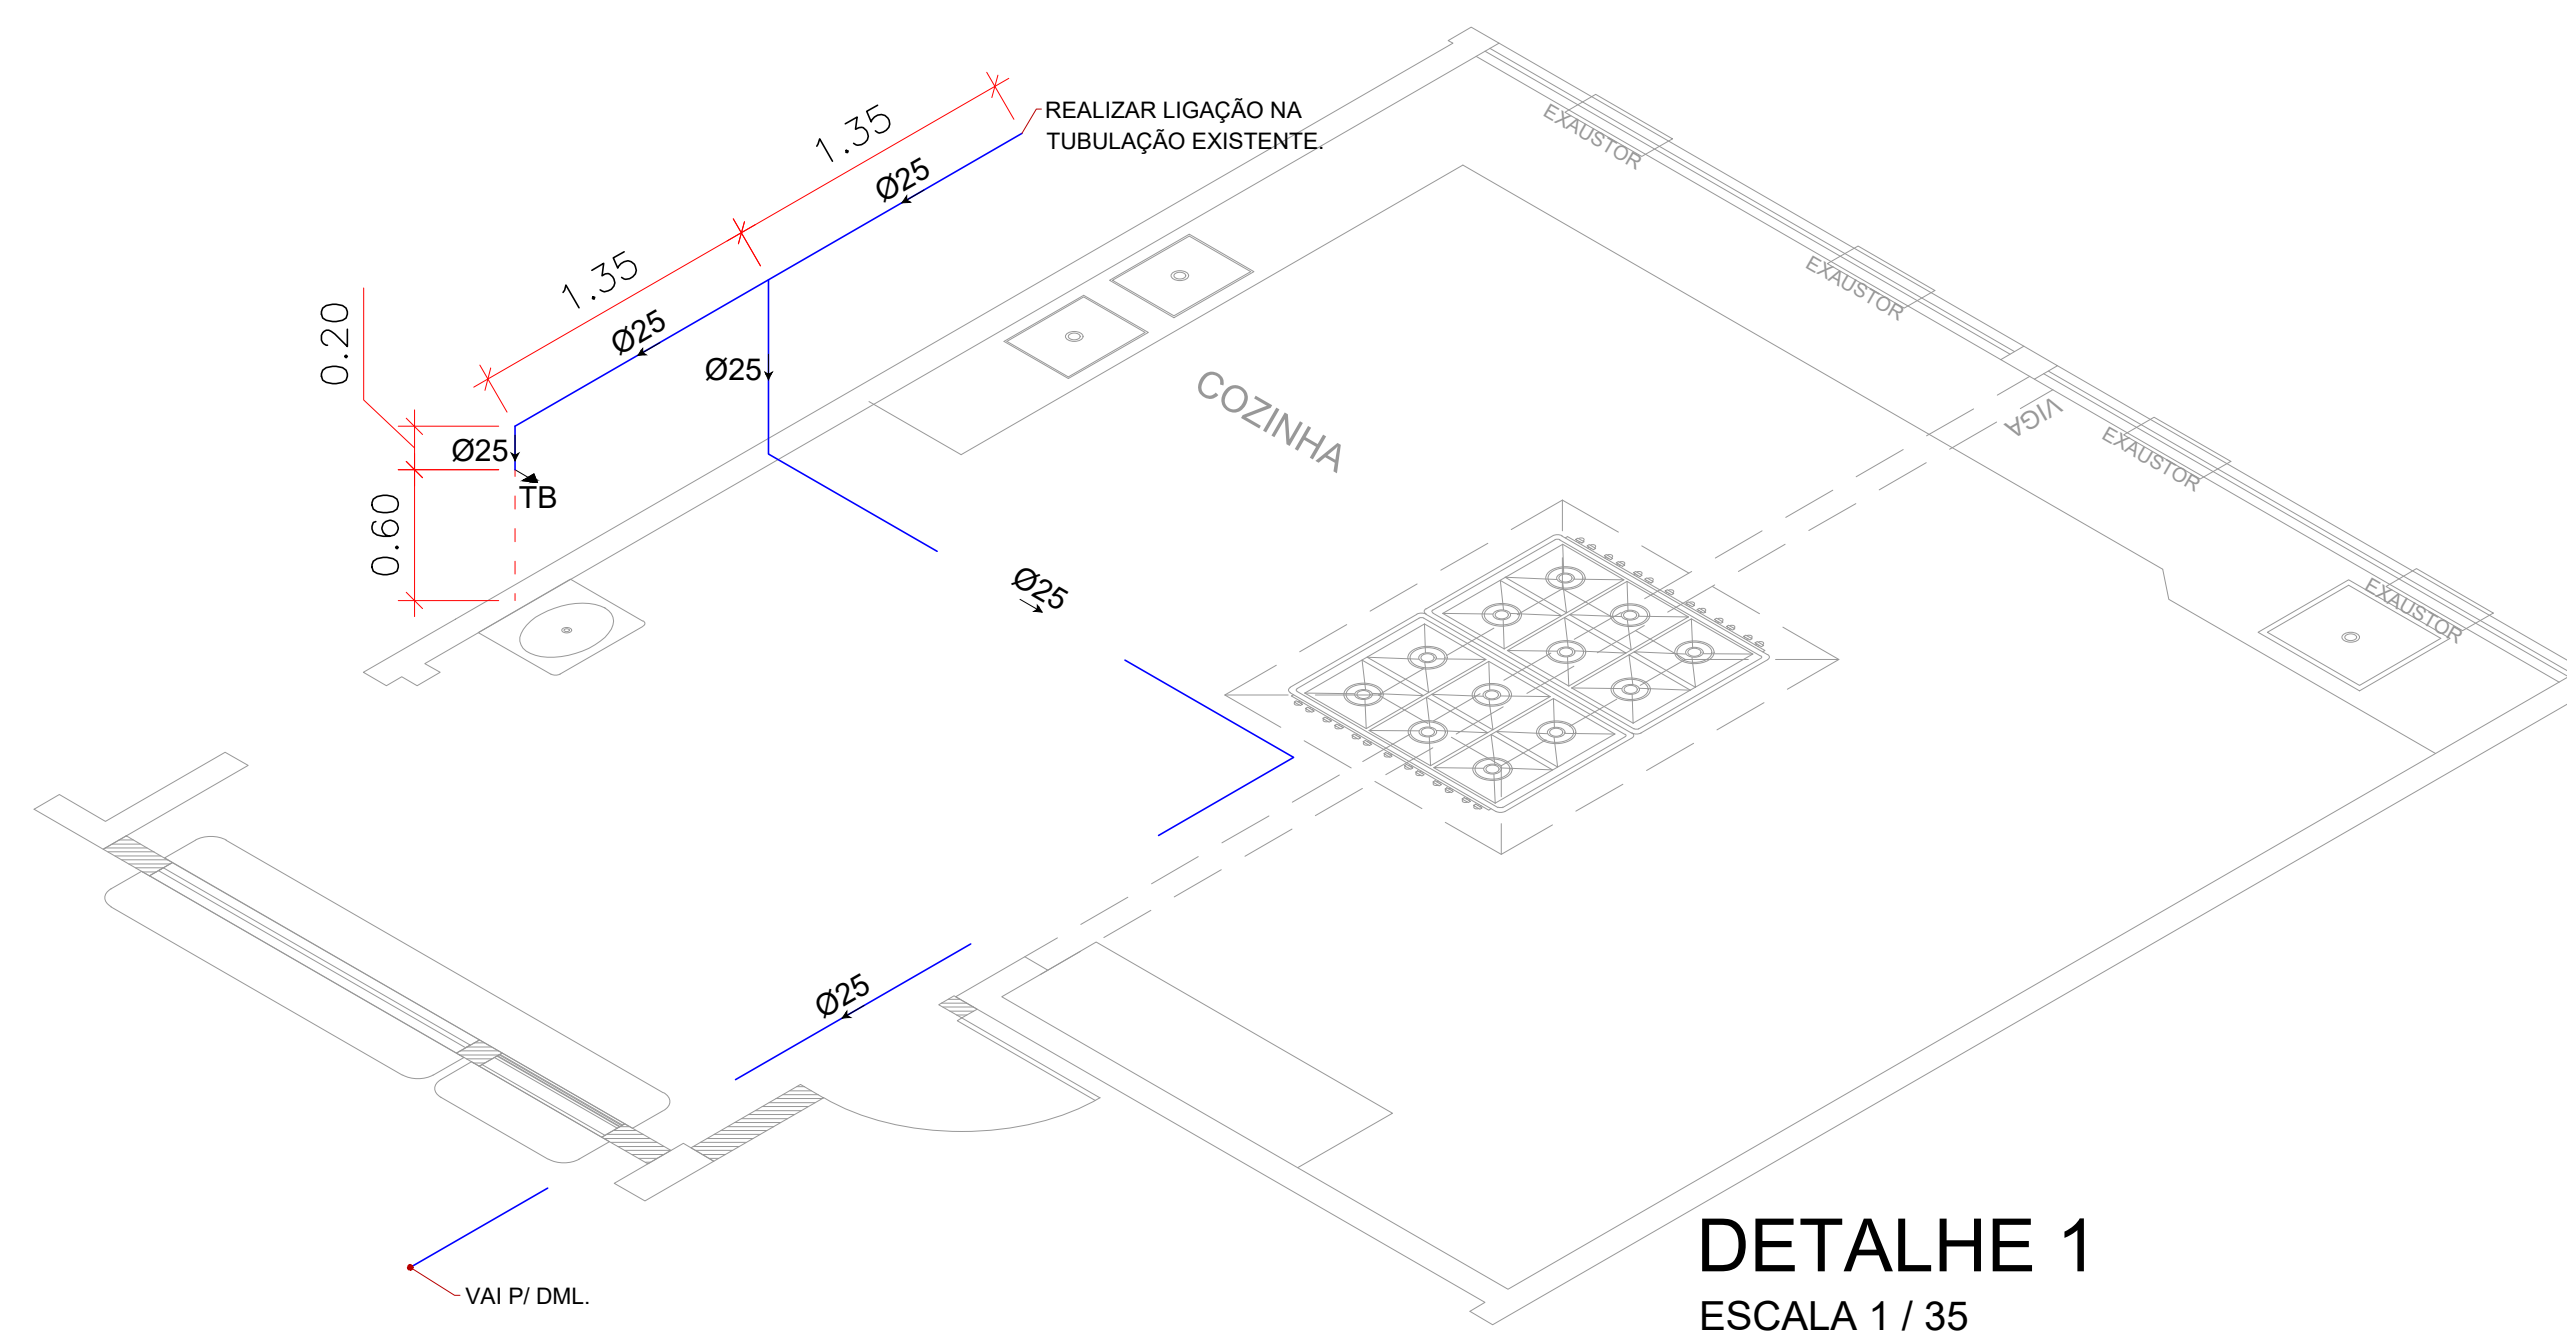 REALIZAR LIGAÇÃO NA
TUBULAÇÃO EXISTENTE.
1.35
Ø25
1.35
Ø25
Ø25
0.20
Ø25
TB
0.60
EXAUSTOR
EXAUSTOR
EXAUSTOR
EXAUSTOR
VIGA
COZINHA
Ø25
Ø25
VAI P/ DML.
DETALHE 1
ESCALA 1 / 35